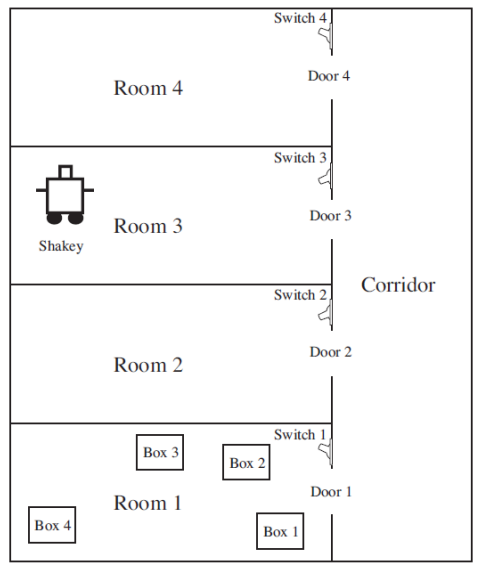 Switch 4
Door 4
Room 4
Switch 3
Door 3
Room 3
Shakey
Corridor
Switch 2
Door 2
Room 2
Switch 1
Box 3
Box 2
Door 1
Room 1
Box 4
Box 1